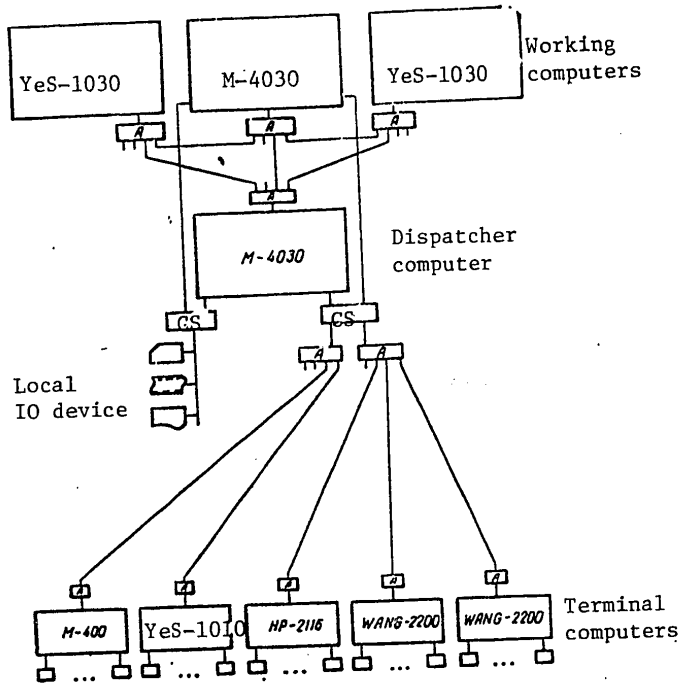 Working
computers
YeS-1030
M-4030
YeS-1030
A
A
A
A
M-4030
Dispatcher
computer
CS
CS
A
A
Local
IO device
A
A
A
A
A
M-400
YeS-1010
HP-2116
WANG-2200
WANG-2200
Terminal
computers
...
...
...
...
...